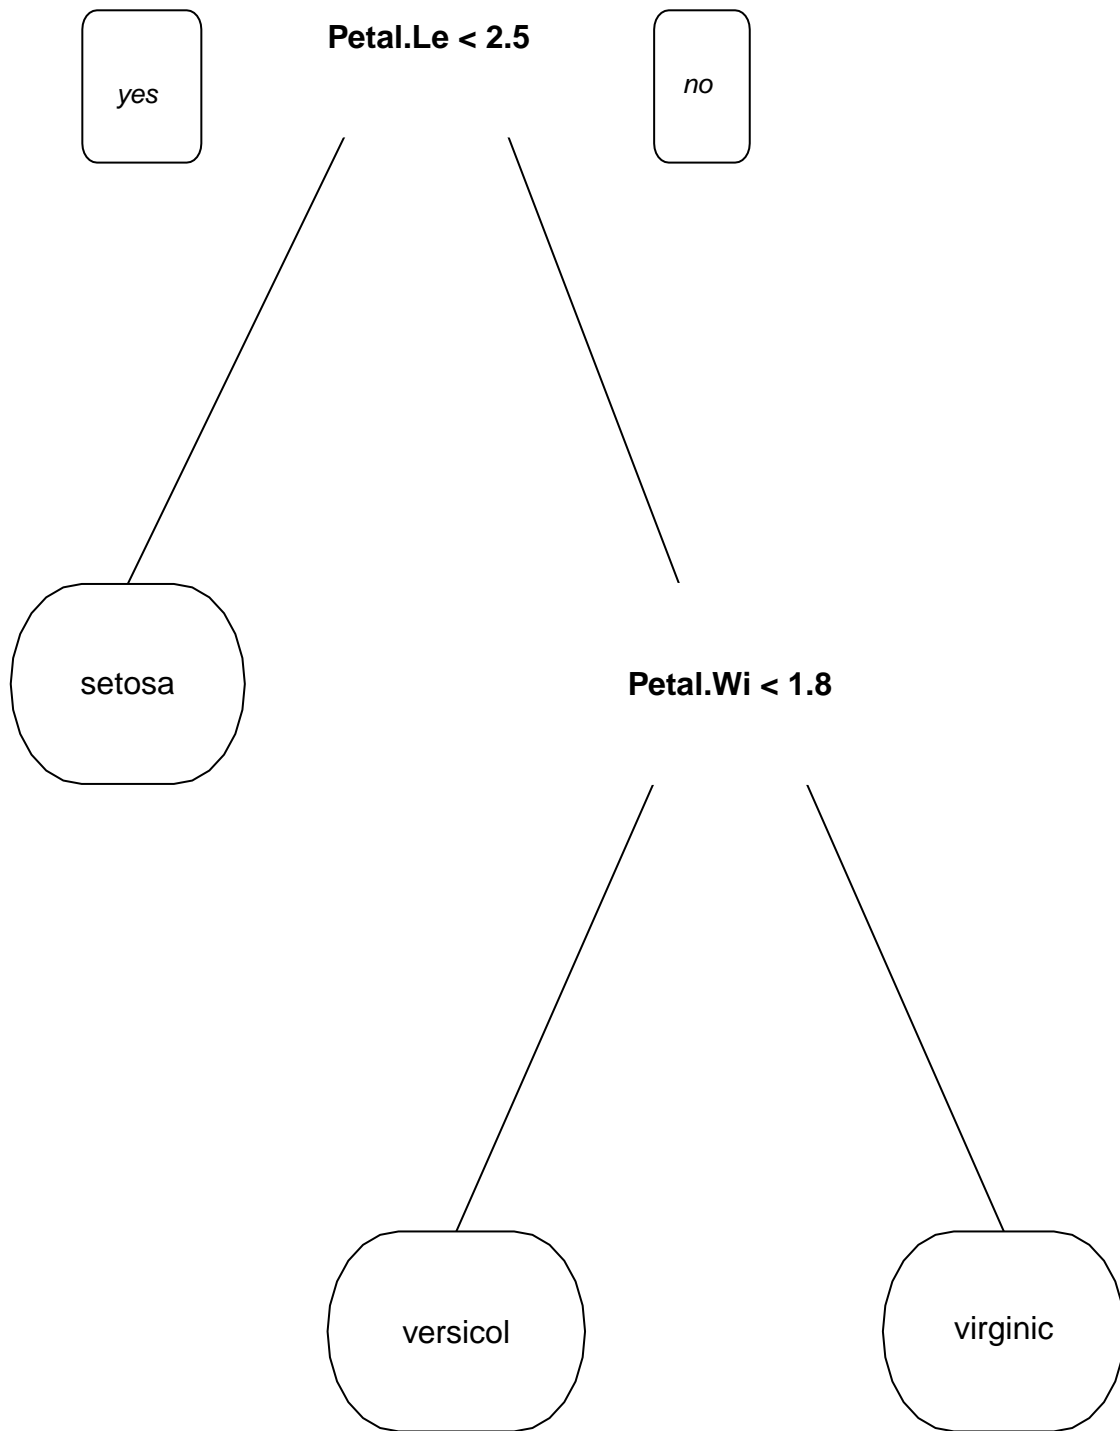 Petal.Le < 2.5
yes
no
setosa
Petal.Wi < 1.8
versicol
virginic